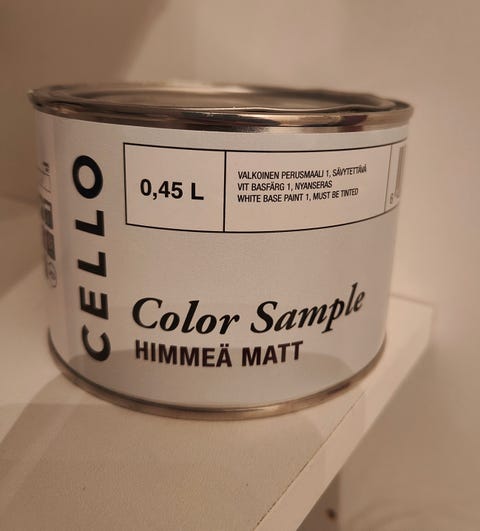 CELLO
0,45 L
VALKOINEN PERUSMAALI 1, SÄVYTETTÄVÄ
VIT BASFÄRG 1, NYANSERAS
WHITE BASE PAINT 1, MUST BE TINTED
Color Sample
HIMMEÄ MATT